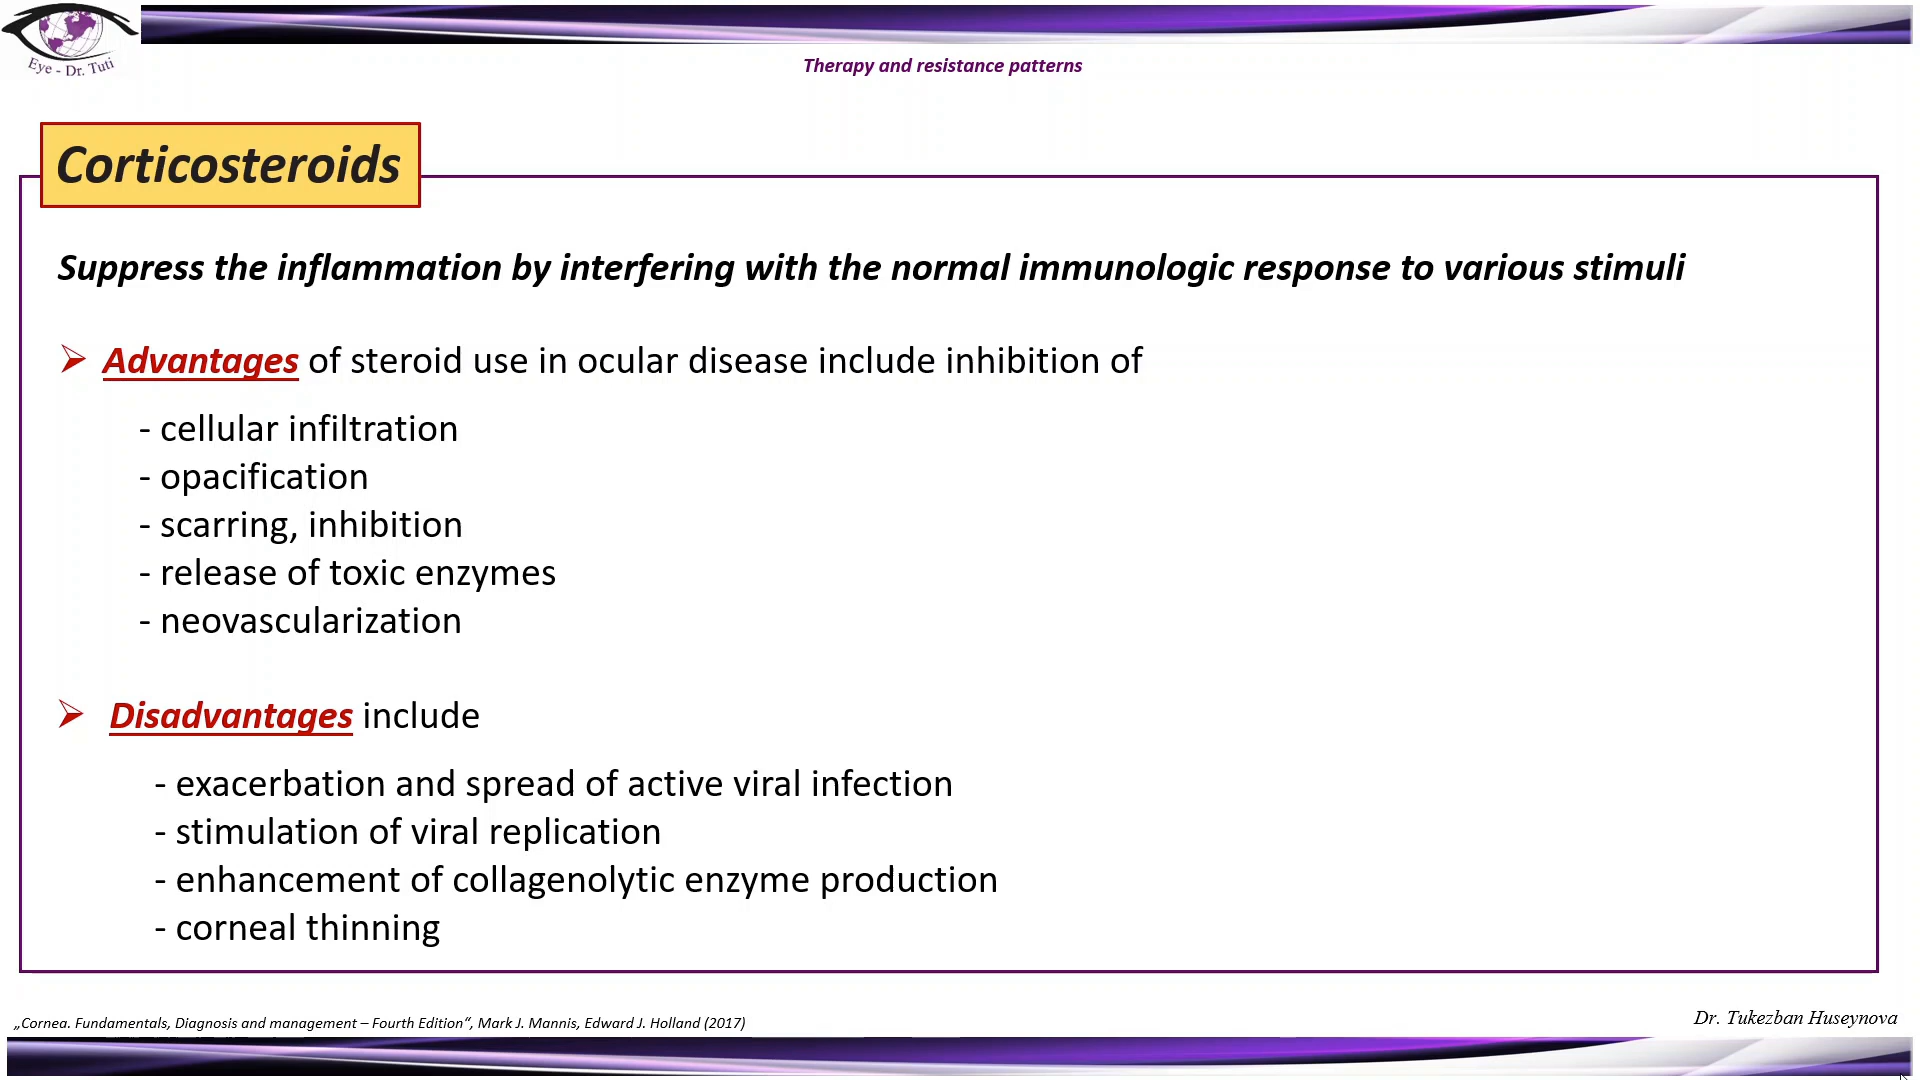 Eye - Dr. Tuti
Therapy and resistance patterns
Corticosteroids
Suppress the inflammation by interfering with the normal immunologic response to various stimuli
➢ Advantages of steroid use in ocular disease include inhibition of
- cellular infiltration
- opacification
- scarring, inhibition
- release of toxic enzymes
- neovascularization
➢ Disadvantages include
- exacerbation and spread of active viral infection
- stimulation of viral replication
- enhancement of collagenolytic enzyme production
- corneal thinning
„Cornea. Fundamentals, Diagnosis and management – Fourth Edition“, Mark J. Mannis, Edward J. Holland (2017)
Dr. Tukezban Huseynova